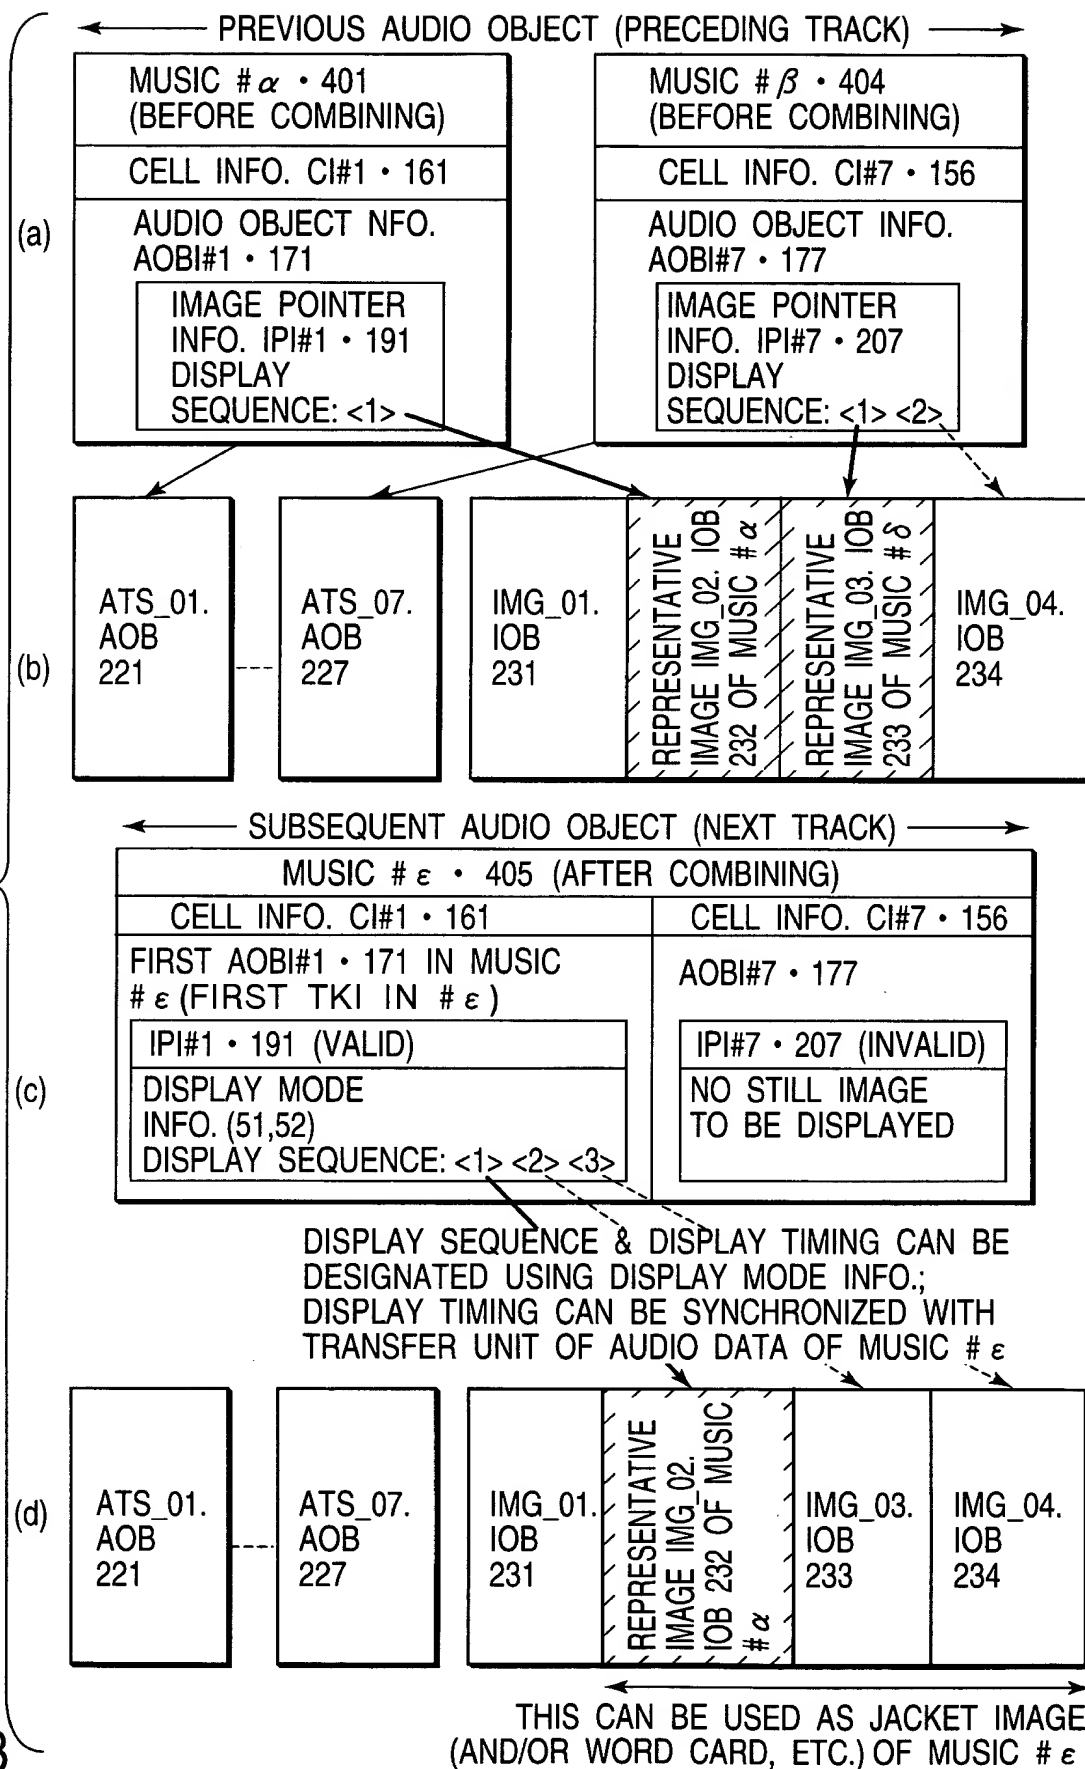 (a)
PREVIOUS AUDIO OBJECT (PRECEDING TRACK)
MUSIC # α • 401
(BEFORE COMBINING)
CELL INFO. CI#1 • 161
AUDIO OBJECT NFO.
AOBI#1 • 171
IMAGE POINTER
INFO. IPI#1 • 191
DISPLAY
SEQUENCE: <1>
MUSIC # β • 404
(BEFORE COMBINING)
CELL INFO. CI#7 • 156
AUDIO OBJECT INFO.
AOBI#7 • 177
IMAGE POINTER
INFO. IPI#7 • 207
DISPLAY
SEQUENCE: <1> <2>
(b)
ATS_01.
AOB
221
ATS_07.
AOB
227
IMG_01.
IOB
231
REPRESENTATIVE
IMAGE IMG_02. IOB
232 OF MUSIC # α
REPRESENTATIVE
IMAGE IMG_03. IOB
233 OF MUSIC # δ
IMG_04.
IOB
234
(c)
SUBSEQUENT AUDIO OBJECT (NEXT TRACK)
MUSIC # ε • 405 (AFTER COMBINING)
CELL INFO. CI#1 • 161
FIRST AOBI#1 • 171 IN MUSIC
# ε (FIRST TKI IN # ε )
IPI#1 • 191 (VALID)
DISPLAY MODE
INFO. (51,52)
DISPLAY SEQUENCE: <1> <2> <3>
CELL INFO. CI#7 • 156
AOBI#7 • 177
IPI#7 • 207 (INVALID)
NO STILL IMAGE
TO BE DISPLAYED
DISPLAY SEQUENCE & DISPLAY TIMING CAN BE
DESIGNATED USING DISPLAY MODE INFO.;
DISPLAY TIMING CAN BE SYNCHRONIZED WITH
TRANSFER UNIT OF AUDIO DATA OF MUSIC # ε
(d)
ATS_01.
AOB
221
ATS_07.
AOB
227
IMG_01.
IOB
231
REPRESENTATIVE
IMAGE IMG_02.
IOB 232 OF MUSIC
# α
IMG_03.
IOB
233
IMG_04.
IOB
234
THIS CAN BE USED AS JACKET IMAGE
(AND/OR WORD CARD, ETC.) OF MUSIC # ε